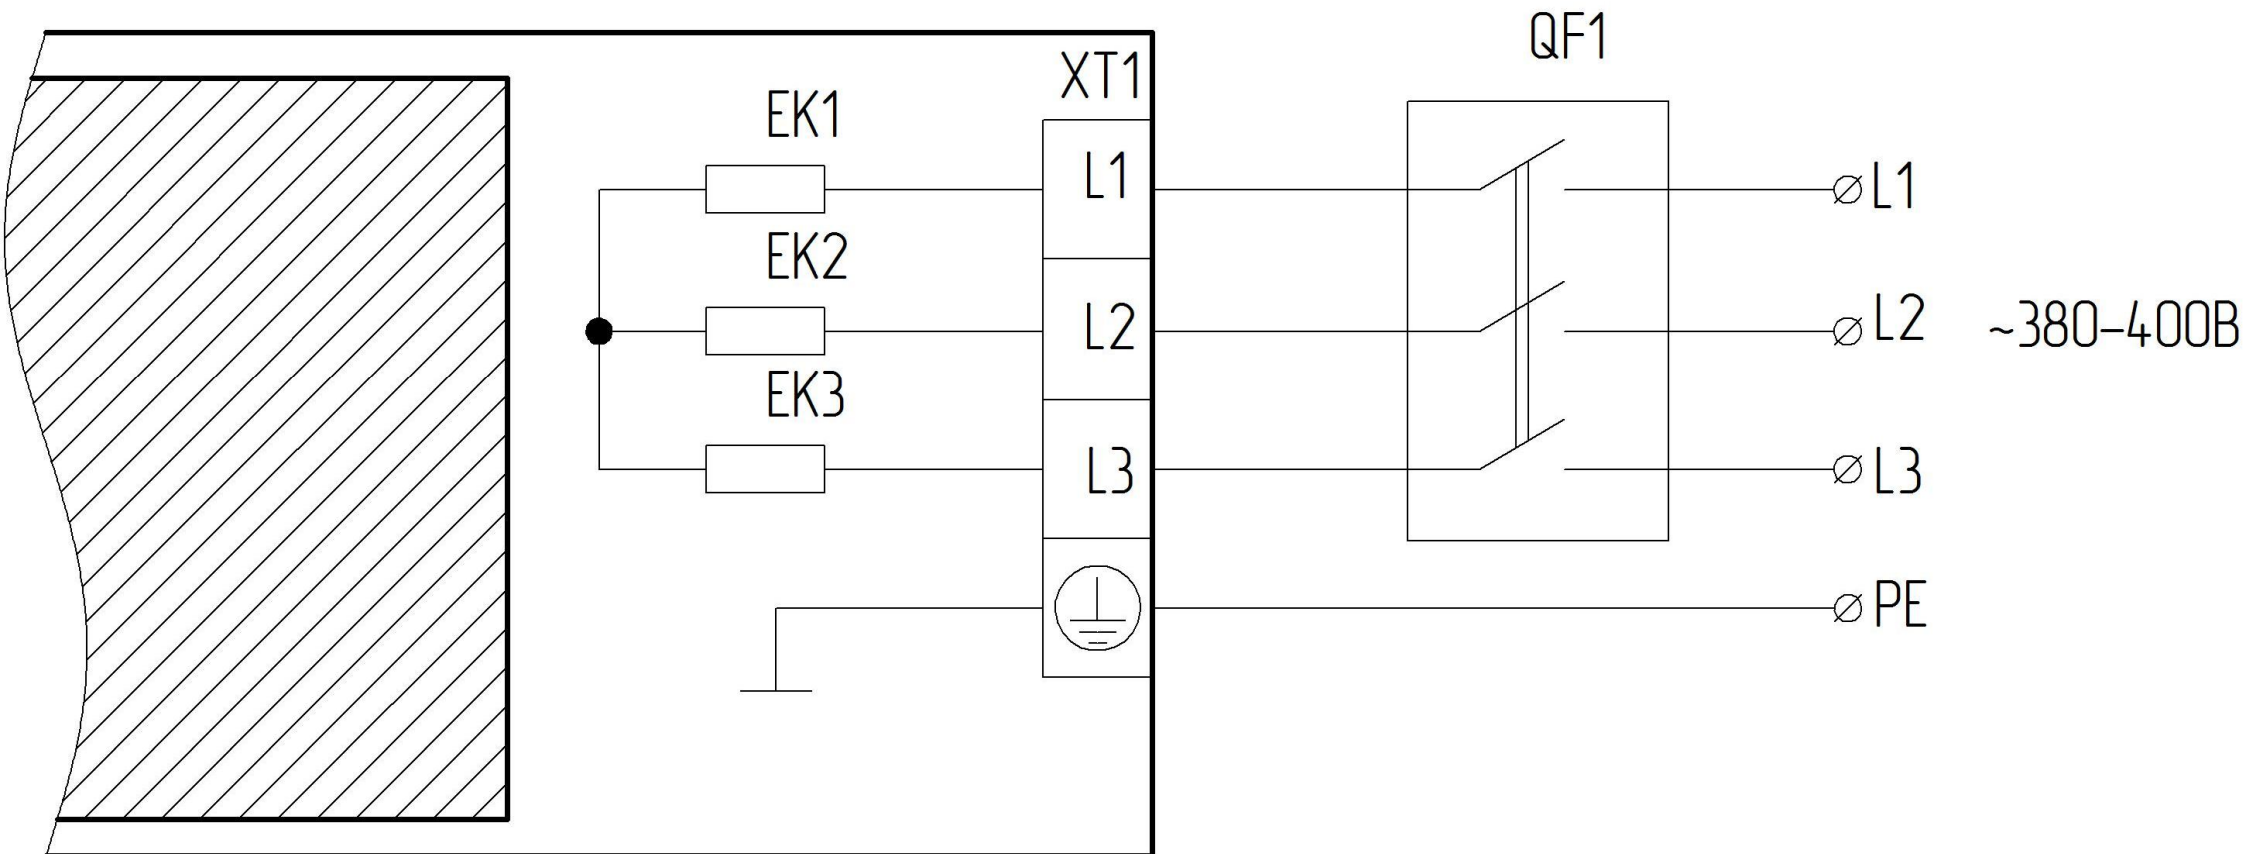 QF1
XT1
EK1
L1
L1
EK2
L2
L2
~380-400В
EK3
L3
L3
PE